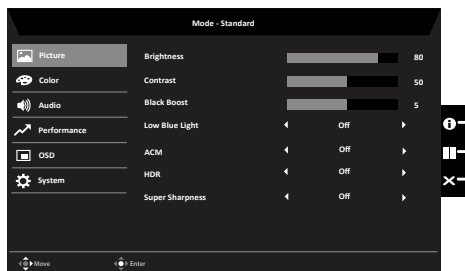 Mode - Standard
Picture
Color
Audio
Performance
OSD
System
Brightness 80
Contrast 50
Black Boost 5
Low Blue Light Off
ACM Off
HDR Off
Super Sharpness Off
Move Enter